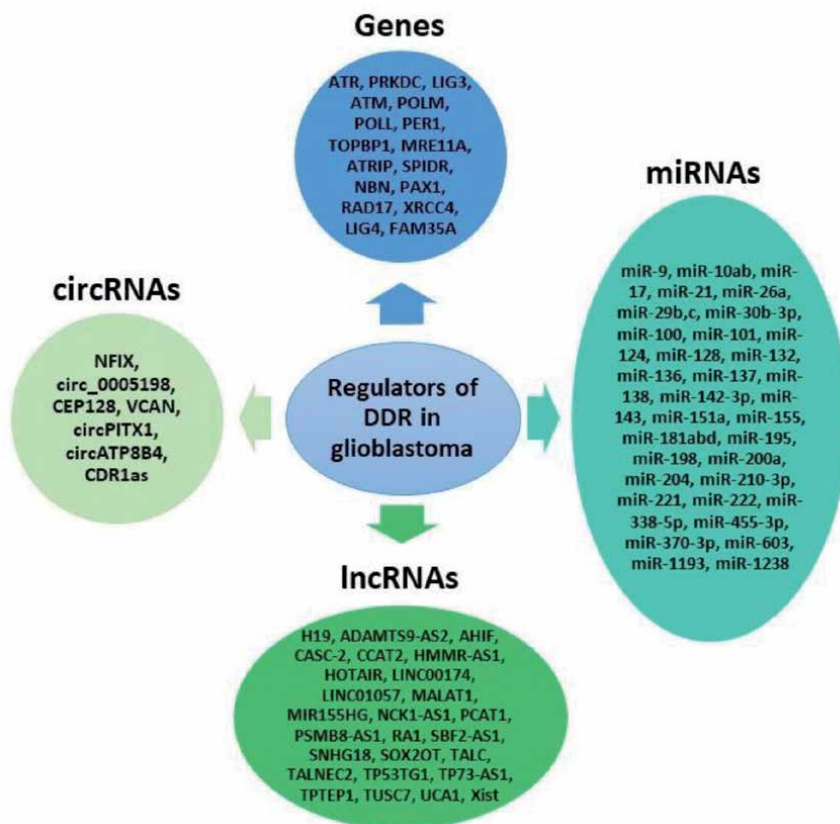 Genes
ATR, PRKDC, LIG3,
ATM, POLM,
POLL, PER1,
TOPBP1, MRE11A,
ATRIP, SPIDR,
NBN, PAX1,
RAD17, XRCC4,
LIG4, FAM35A
miRNAs
miR-9, miR-10ab, miR-
17, miR-21, miR-26a,
miR-29b,c, miR-30b-3p,
miR-100, miR-101, miR-
124, miR-128, miR-132,
miR-136, miR-137, miR-
138, miR-142-3p, miR-
143, miR-151a, miR-155,
miR-181abd, miR-195,
miR-198, miR-200a,
miR-204, miR-210-3p,
miR-221, miR-222, miR-
338-5p, miR-455-3p,
miR-370-3p, miR-603,
miR-1193, miR-1238
circRNAs
NFIX,
circ_0005198,
CEP128, VCAN,
circPITX1,
circATP8B4,
CDR1as
Regulators of
DDR in
glioblastoma
lncRNAs
H19, ADAMTS9-AS2, AHIF,
CASC-2, CCAT2, HMMR-AS1,
HOTAIR, LINC00174,
LINC01057, MALAT1,
MIR155HG, NCK1-AS1, PCAT1,
PSMB8-AS1, RA1, SBF2-AS1,
SNHG18, SOX2OT, TALC,
TALNEC2, TP53TG1, TP73-AS1,
TPTEP1, TUSC7, UCA1, Xist